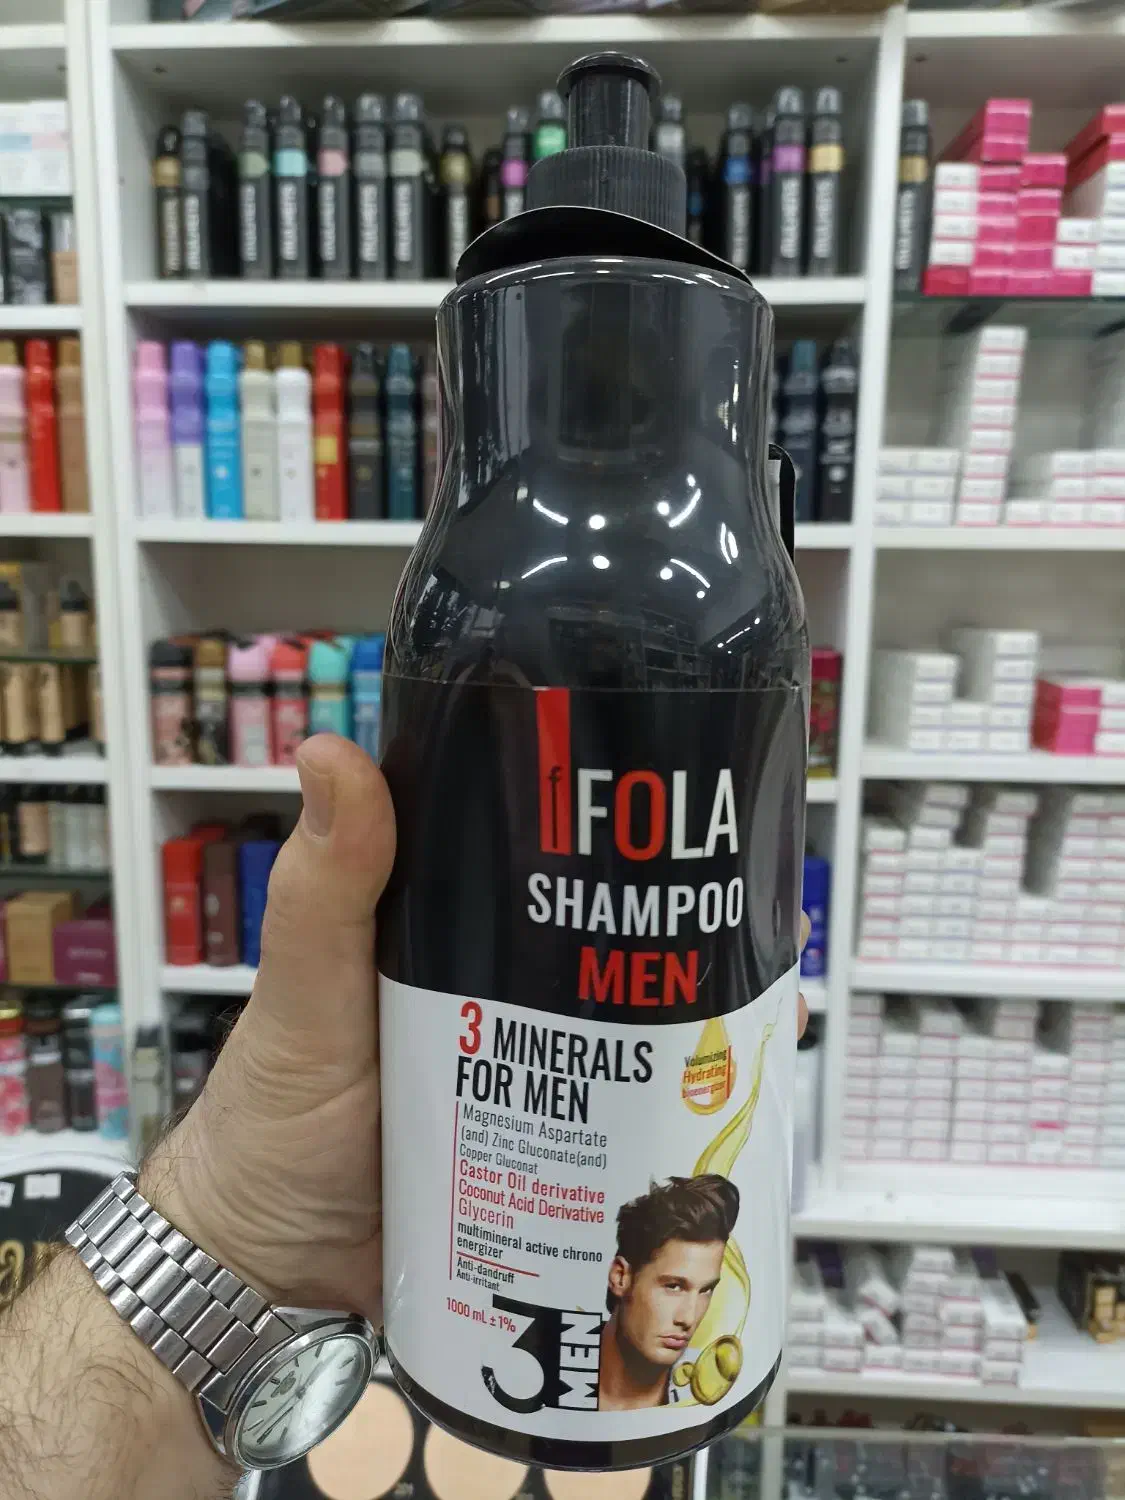 f
FOLA
SHAMPOO
MEN
3 MINERALS
FOR MEN
Magnesium Aspartate
(and) Zinc Gluconate(and)
Copper Gluconat
Castor Oil derivative
Coconut Acid Derivative
Glycerin
multimineral active chrono
energizer
Anti-dandruff
Anti-irritant
1000 mL ± 1%
Volumizing
Hydrating
bioenergizer
3
MEN